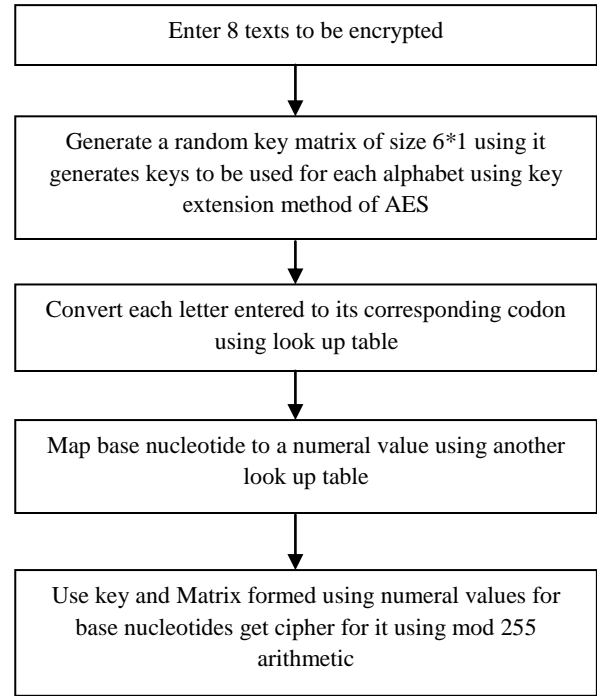 Enter 8 texts to be encrypted
Generate a random key matrix of size 6*1 using it
generates keys to be used for each alphabet using key
extension method of AES
Convert each letter entered to its corresponding codon
using look up table
Map base nucleotide to a numeral value using another
look up table
Use key and Matrix formed using numeral values for
base nucleotides get cipher for it using mod 255
arithmetic